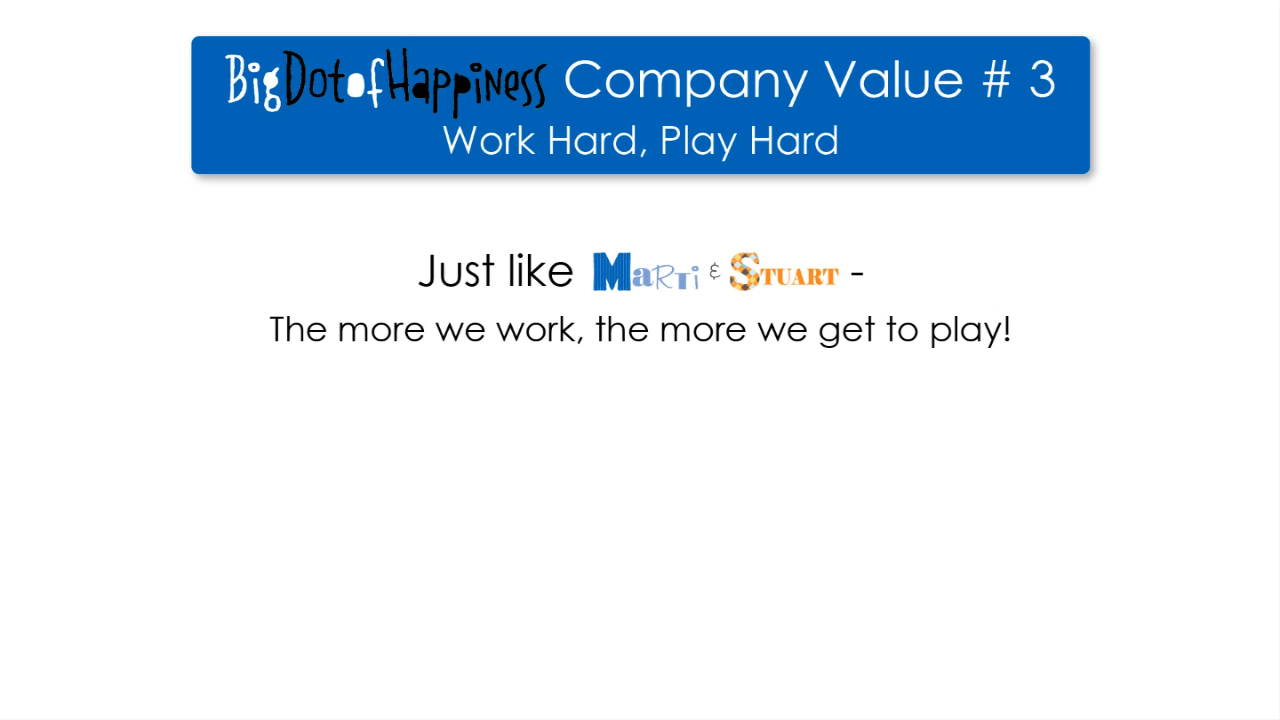 BigDotofHappiness Company Value # 3
Work Hard, Play Hard
Just like Marti & Stuart -
The more we work, the more we get to play!